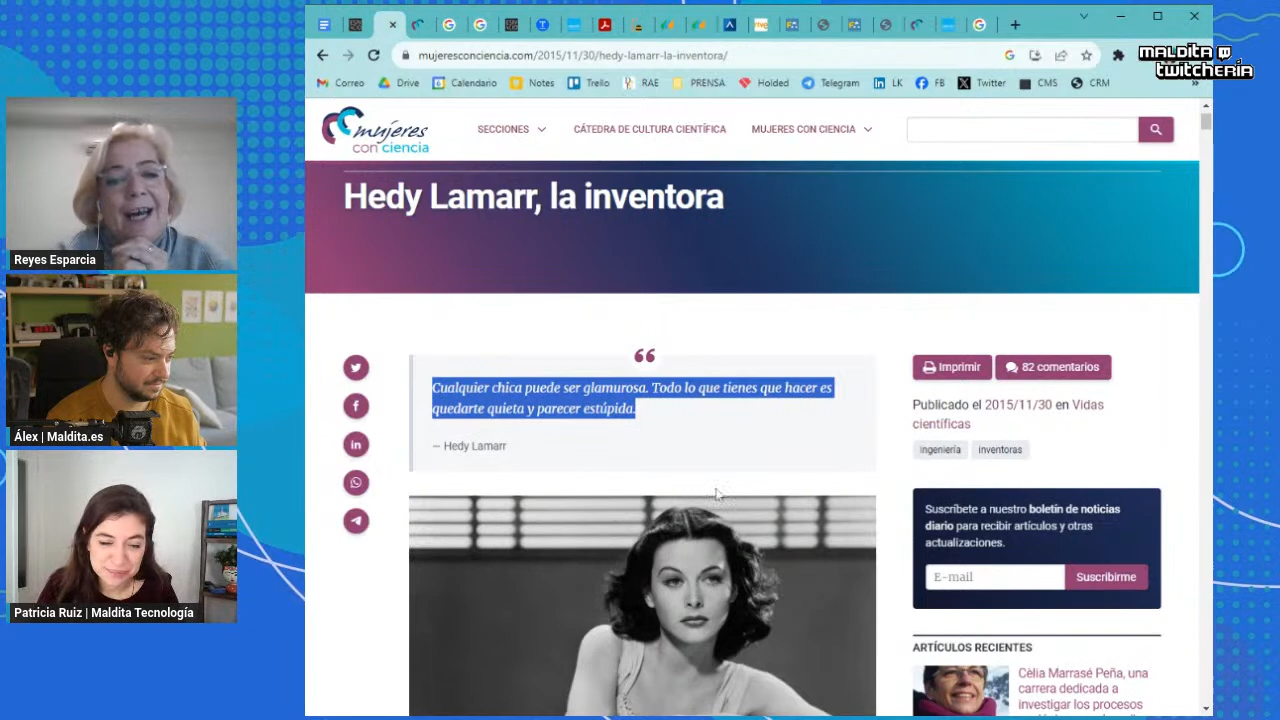 mujeresconciencia.com/2015/11/30/hedy-lamarr-la-inventora/
MALDITA
TWITCHERÍA
Correo
Drive
Calendario
Notes
Trello
RAE
PRENSA
Holded
Telegram
LK
FB
Twitter
CMS
CRM
»
mujeres
con ciencia
SECCIONES
CÁTEDRA DE CULTURA CIENTÍFICA
MUJERES CON CIENCIA
Hedy Lamarr, la inventora
Reyes Esparcia
Álex | Maldita.es
Patricia Ruiz | Maldita Tecnología
“
Cualquier chica puede ser glamurosa. Todo lo que tienes que hacer es
quedarte quieta y parecer estúpida.
— Hedy Lamarr
Imprimir
82 comentarios
Publicado el 2015/11/30 en Vidas
científicas
ingeniería
inventoras
Suscríbete a nuestro boletín de noticias
diario para recibir artículos y otras
actualizaciones.
E-mail
Suscribirme
ARTÍCULOS RECIENTES
Cèlia Marrasé Peña, una
carrera dedicada a
investigar los procesos